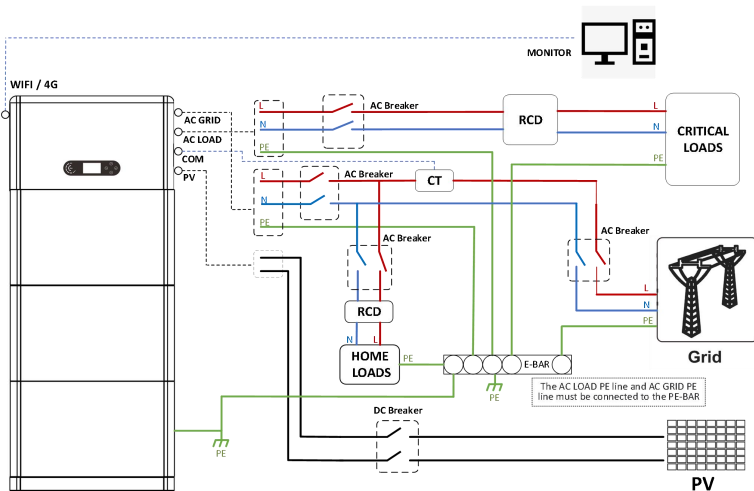 MONITOR
WIFI / 4G
AC GRID
AC LOAD
COM
PV
L
N
PE
AC Breaker
RCD
L
N
PE
CRITICAL
LOADS
L
N
PE
AC Breaker
CT
AC Breaker
AC Breaker
RCD
N
L
HOME
LOADS
PE
L
N
PE
Grid
E-BAR
PE
The AC LOAD PE line and AC GRID PE
line must be connected to the PE-BAR
DC Breaker
PE
PV